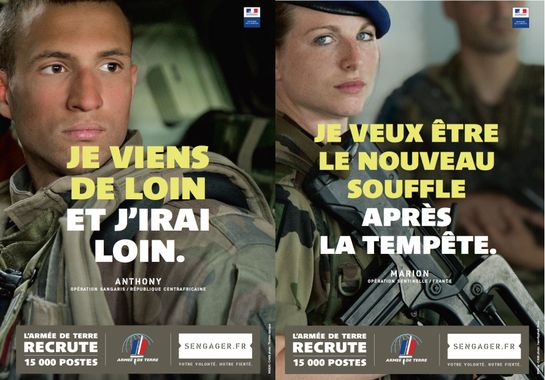 JE VIENS
DE LOIN
ET J'IRAI
LOIN.
ANTHONY
OPÉRATION SANGARIS / RÉPUBLIQUE CENTRAFRICAINE
L'ARMÉE DE TERRE
RECRUTE
15 000 POSTES
ARMÉE DE TERRE
SENGAGER.FR
VOTRE VOLONTÉ. NOTRE FIERTÉ.
JE VEUX ÊTRE
LE NOUVEAU
SOUFFLE
APRÈS
LA TEMPÊTE.
MARION
OPÉRATION SENTINELLE / FRANCE
L'ARMÉE DE TERRE
RECRUTE
15 000 POSTES
ARMÉE DE TERRE
SENGAGER.FR
VOTRE VOLONTÉ. NOTRE FIERTÉ.